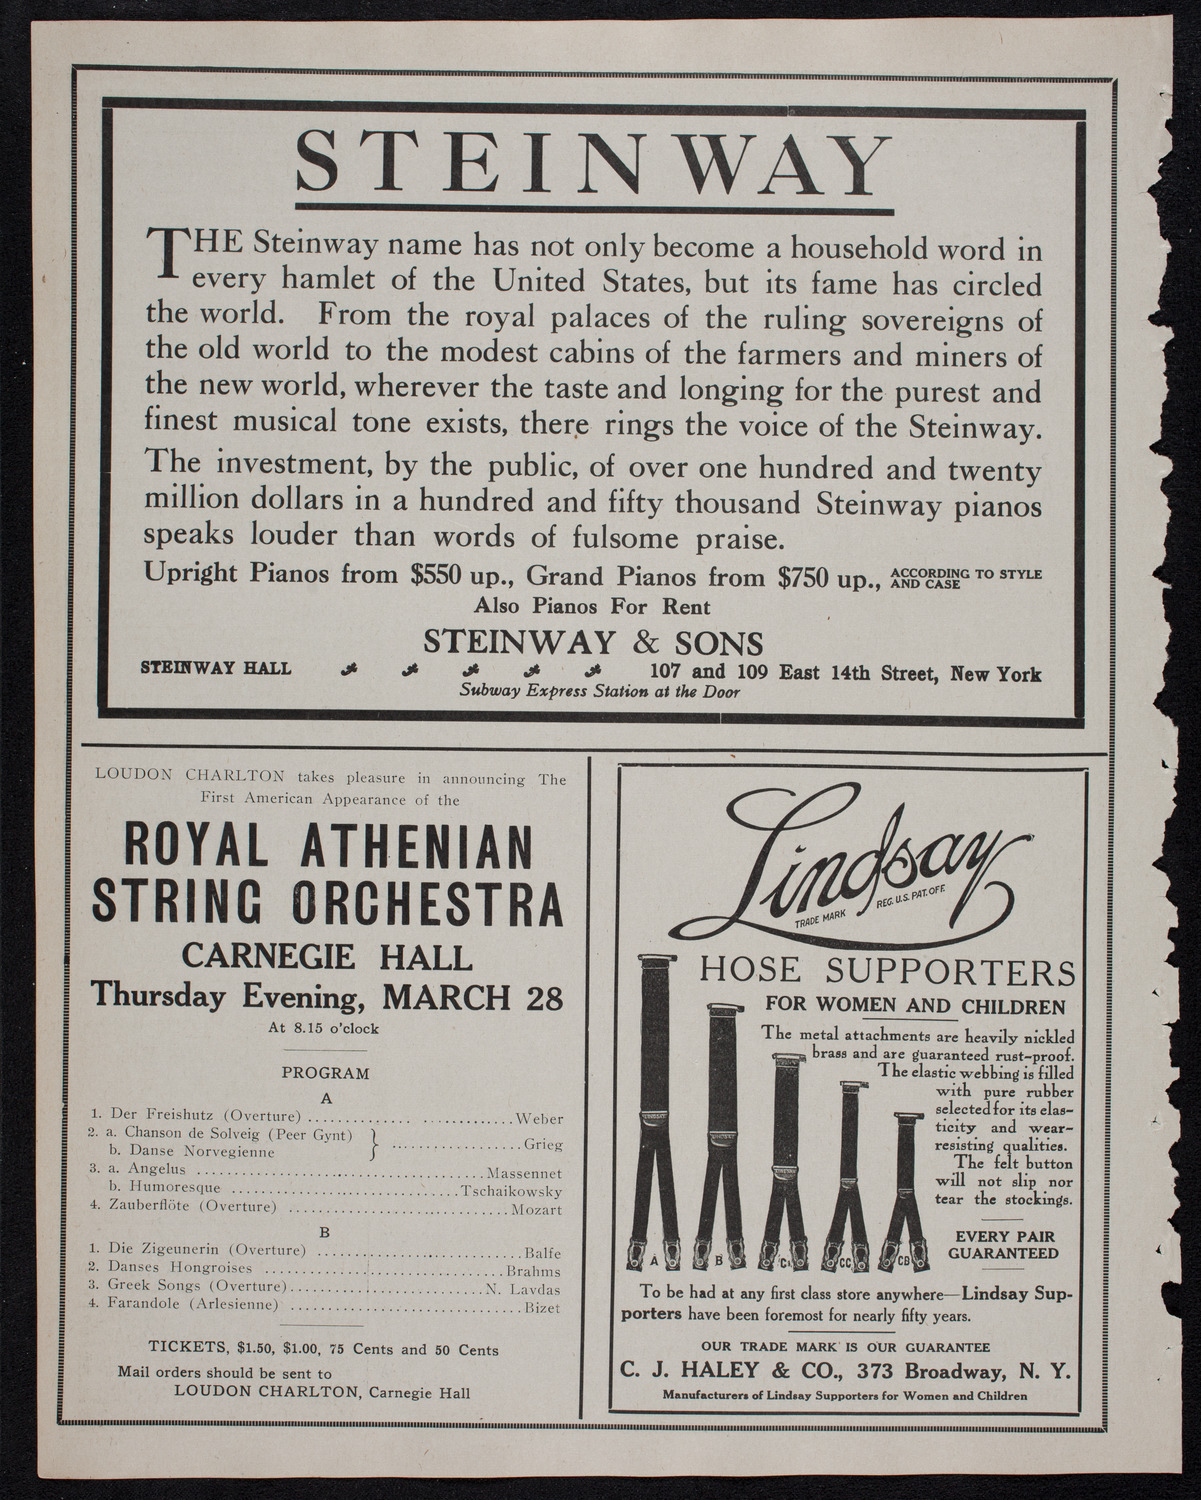 STEINWAY
THE Steinway name has not only become a household word in
every hamlet of the United States, but its fame has circled
the world. From the royal palaces of the ruling sovereigns of
the old world to the modest cabins of the farmers and miners of
the new world, wherever the taste and longing for the purest and
finest musical tone exists, there rings the voice of the Steinway.
The investment, by the public, of over one hundred and twenty
million dollars in a hundred and fifty thousand Steinway pianos
speaks louder than words of fulsome praise.
Upright Pianos from $550 up., Grand Pianos from $750 up., ACCORDING TO STYLE AND CASE
Also Pianos For Rent
STEINWAY & SONS
STEINWAY HALL 107 and 109 East 14th Street, New York
Subway Express Station at the Door
LOUDON CHARLTON takes pleasure in announcing The
First American Appearance of the
ROYAL ATHENIAN
STRING ORCHESTRA
CARNEGIE HALL
Thursday Evening, MARCH 28
At 8.15 o'clock
PROGRAM
A
1. Der Freishutz (Overture) .............. .............Weber
2. a. Chanson de Solveig (Peer Gynt)
b. Danse Norvegienne } ....................Grieg
3. a. Angelus ........................................Massennet
b. Humoresque ................................Tschaikowsky
4. Zauberflöte (Overture) ................................Mozart
B
1. Die Zigeunerin (Overture) .............................Balfe
2. Danses Hongroises .................................Brahms
3. Greek Songs (Overture)...........................N. Lavdas
4. Farandole (Arlesienne) ................................Bizet
TICKETS, $1.50, $1.00, 75 Cents and 50 Cents
Mail orders should be sent to
LOUDON CHARLTON, Carnegie Hall
Lindsay
TRADE MARK REG. U.S. PAT. OFF.
HOSE SUPPORTERS
FOR WOMEN AND CHILDREN
The metal attachments are heavily nickled
brass and are guaranteed rust-proof.
The elastic webbing is filled
with pure rubber
selected for its elas-
ticity and wear-
resisting qualities.
The felt button
will not slip nor
tear the stockings.
EVERY PAIR
GUARANTEED
A B C CC CB
To be had at any first class store anywhere—Lindsay Sup-
porters have been foremost for nearly fifty years.
OUR TRADE MARK IS OUR GUARANTEE
C. J. HALEY & CO., 373 Broadway, N. Y.
Manufacturers of Lindsay Supporters for Women and Children